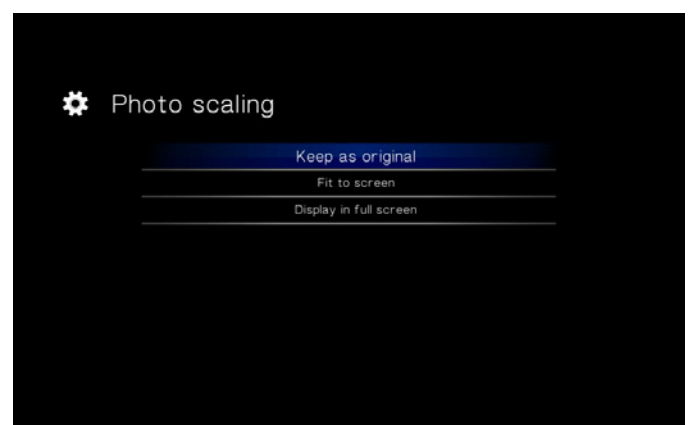 Photo scaling
Keep as original
Fit to screen
Display in full screen